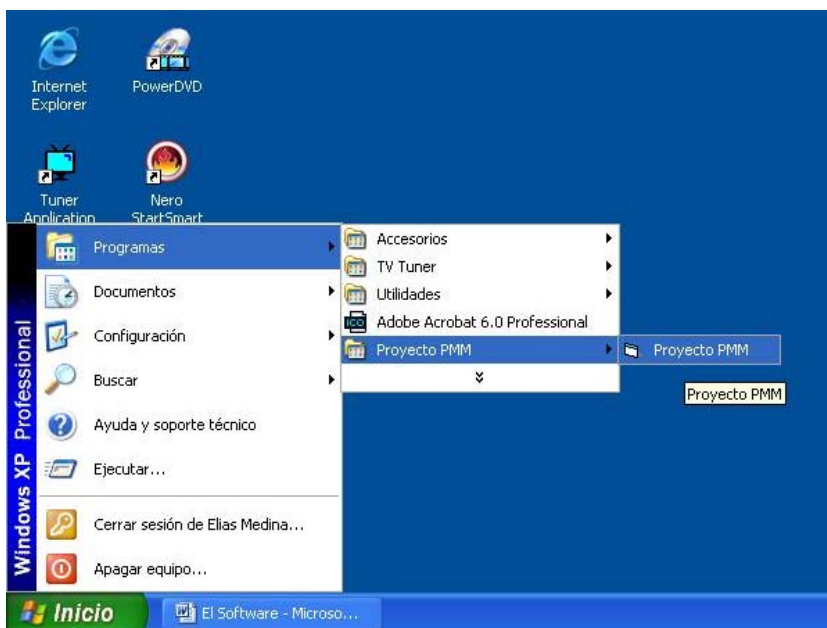 Internet
Explorer
PowerDVD
Tuner
Application
Nero
StartSmart
Windows XP Professional
Programas
Documentos
Configuración
Buscar
Ayuda y soporte técnico
Ejecutar...
Cerrar sesión de Elias Medina...
Apagar equipo...
Accesorios
TV Tuner
Utilidades
ICO
Adobe Acrobat 6.0 Professional
Proyecto PMM
Proyecto PMM
Proyecto PMM
Inicio
El Software - Microso...